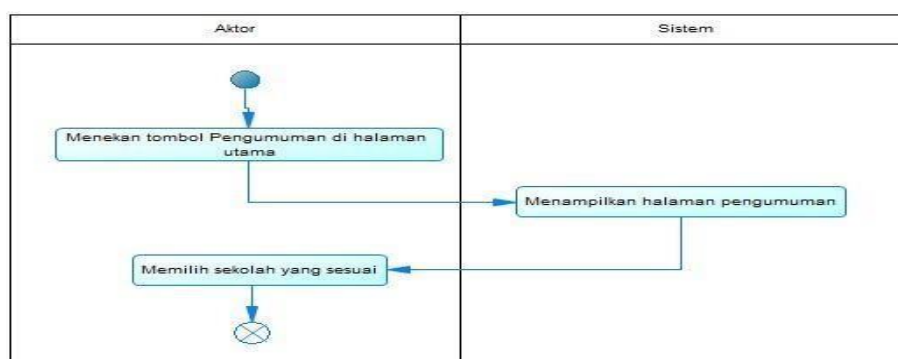 Aktor
Sistem
Menekan tombol Pengumuman di halaman
utama
Menampilkan halaman pengumuman
Memilih sekolah yang sesuai